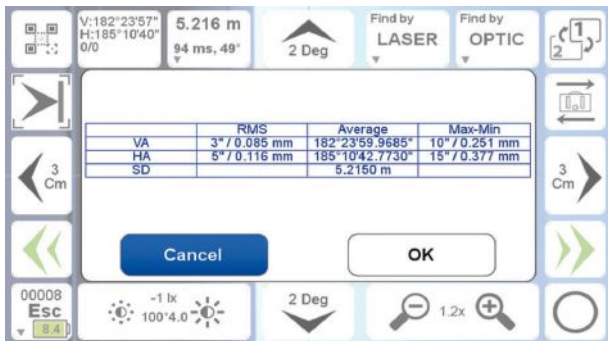 V:182°23'57"
H:185°10'40"
0/0
5.216 m
94 ms, 49°
2 Deg
Find by
LASER
Find by
OPTIC
1
2
RMS Average Max-Min
VA 3"/ 0.085 mm 182°23'59.9685" 10"/ 0.251 mm
HA 5"/ 0.116 mm 185°10'42.7730" 15"/ 0.377 mm
SD 5.2150 m
3
Cm
3
Cm
Cancel
OK
00008
Esc
8.4
-1 lx
100*4.0
2 Deg
1.2x